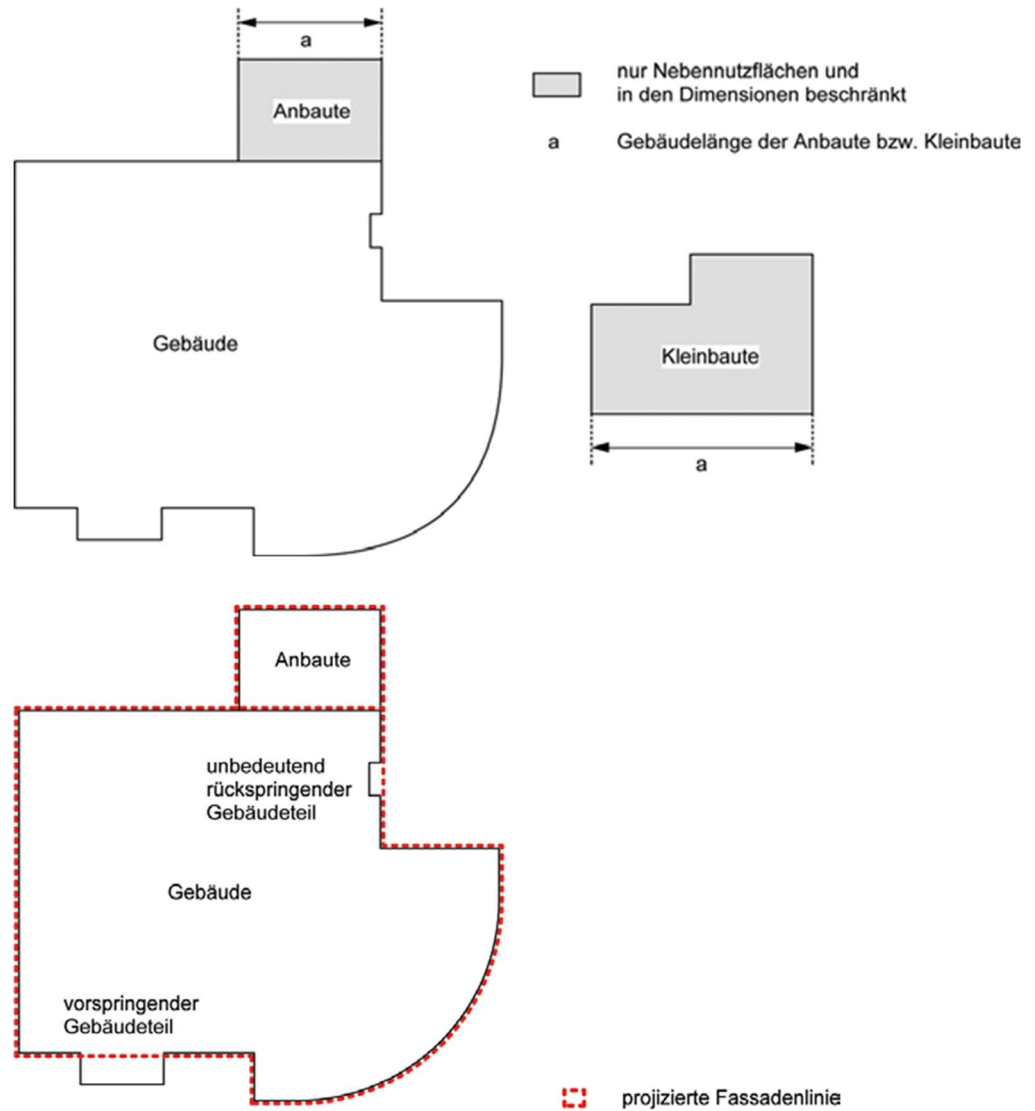 a
Anbaute
nur Nebennutzflächen und
in den Dimensionen beschränkt
a Gebäudelänge der Anbaute bzw. Kleinbaute
Gebäude
Kleinbaute
a
Anbaute
unbedeutend
rückspringender
Gebäudeteil
Gebäude
vorspringender
Gebäudeteil
projizierte Fassadenlinie